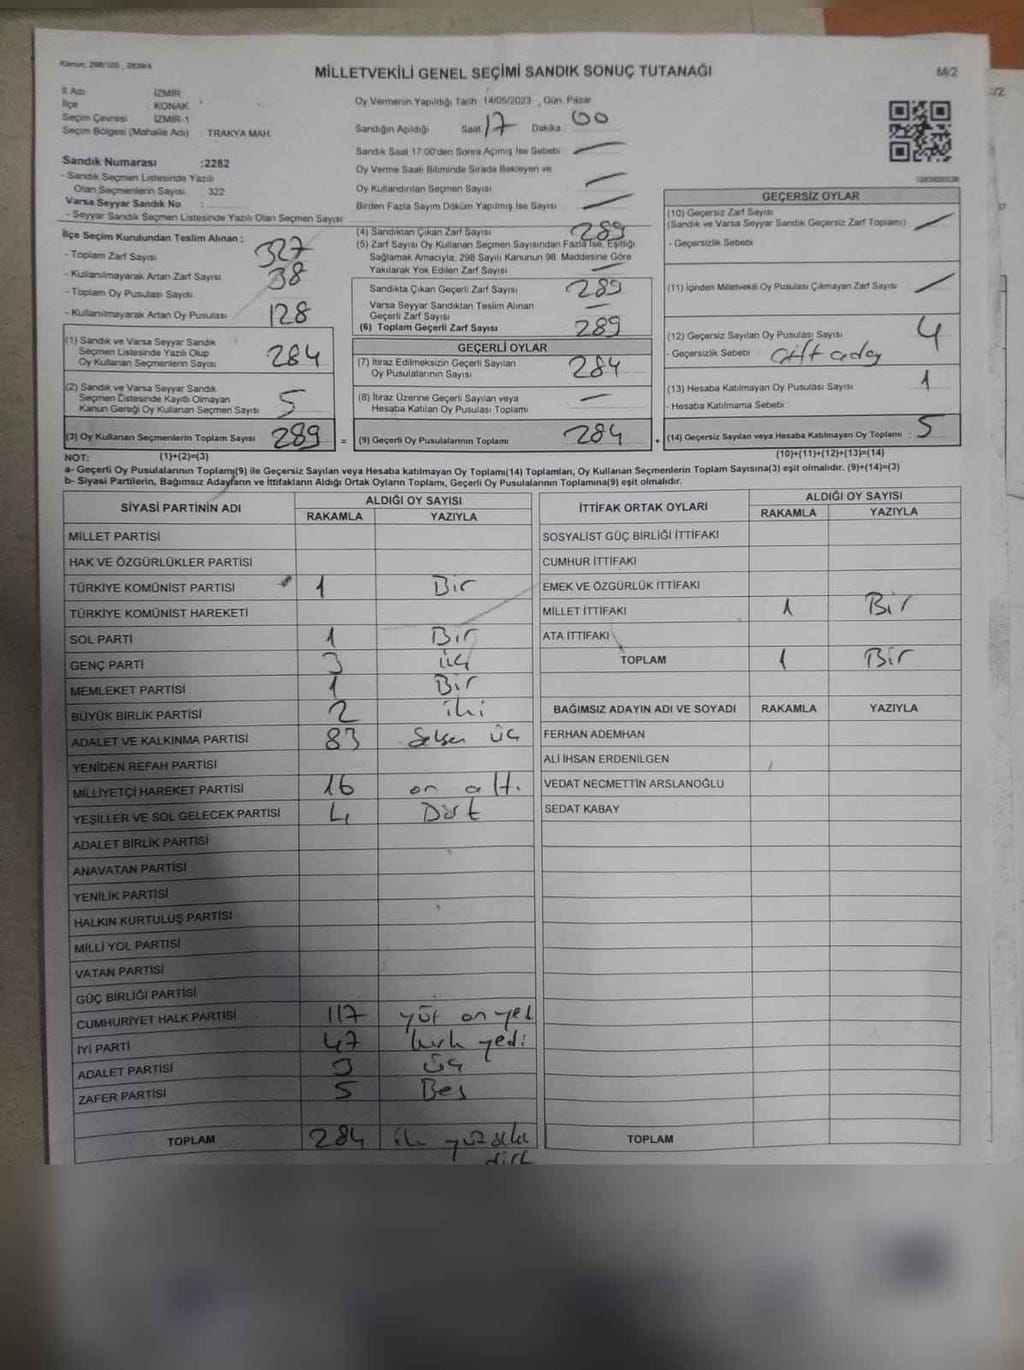 Kanun: 298/105 , 2839/4
MİLLETVEKİLİ GENEL SEÇİMİ SANDIK SONUÇ TUTANAĞI
M/2
İl Adı : İZMİR
İlçe : KONAK
Seçim Çevresi : İZMİR-1
Seçim Bölgesi (Mahalle Adı) : TRAKYA MAH.
Sandık Numarası :2282
- Sandık Seçmen Listesinde Yazılı
Olan Seçmenlerin Sayısı : 322
Varsa Seyyar Sandık No :
- Seyyar Sandık Seçmen Listesinde Yazılı Olan Seçmen Sayısı:
Oy Vermenin Yapıldığı Tarih: 14/05/2023 , Gün: Pazar
Sandığın Açıldığı Saat: 17 Dakika: 00
Sandık Saat 17:00'den Sonra Açımış İse Sebebi:
Oy Verme Saati Bitiminde Sırada Bekleyen ve
Oy Kullandırılan Seçmen Sayısı
Birden Fazla Sayım Döküm Yapılmış İse Sayısı :
İlçe Seçim Kurulundan Teslim Alınan :
- Toplam Zarf Sayısı : 327
- Kullanılmayarak Artan Zarf Sayısı : 38
- Toplam Oy Pusulası Sayısı
- Kullanılmayarak Artan Oy Pusulası : 128
(1) Sandık ve Varsa Seyyar Sandık
Seçmen Listesinde Yazılı Olup
Oy Kullanan Seçmenlerin Sayısı : 284
(2) Sandık ve Varsa Seyyar Sandık
Seçmen Listesinde Kayıtlı Olmayan
Kanun Gereği Oy Kullanan Seçmen Sayısı : 5
(3) Oy Kullanan Seçmenlerin Toplam Sayısı : 289 =
(4) Sandıktan Çıkan Zarf Sayısı : 289
(5) Zarf Sayısı Oy Kullanan Seçmen Sayısından Fazla İse, Eşitliği
Sağlamak Amacıyla, 298 Sayılı Kanunun 98. Maddesine Göre
Yakılarak Yok Edilen Zarf Sayısı
Sandıkta Çıkan Geçerli Zarf Sayısı : 289
Varsa Seyyar Sandıktan Teslim Alınan
Geçerli Zarf Sayısı
(6) Toplam Geçerli Zarf Sayısı : 289
GEÇERLİ OYLAR
(7) İtiraz Edilmeksizin Geçerli Sayılan
Oy Pusulalarının Sayısı : 284
(8) İtiraz Üzerine Geçerli Sayılan veya
Hesaba Katılan Oy Pusulası Toplamı
(9) Geçerli Oy Pusulalarının Toplamı : 284
GEÇERSİZ OYLAR
(10) Geçersiz Zarf Sayısı
(Sandık ve Varsa Seyyar Sandık Geçersiz Zarf Toplamı)
- Geçersizlik Sebebi :
(11) İçinden Milletvekili Oy Pusulası Çıkmayan Zarf Sayısı :
(12) Geçersiz Sayılan Oy Pusulası Sayısı : 4
- Geçersizlik Sebebi :
(13) Hesaba Katılmayan Oy Pusulası Sayısı : 1
- Hesaba Katılmama Sebebi :
(14) Geçersiz Sayılan veya Hesaba Katılmayan Oy Toplamı : 5
NOT: (1)+(2)=(3)
(10)+(11)+(12)+(13)=(14)
a- Geçerli Oy Pusulalarının Toplamı(9) ile Geçersiz Sayılan veya Hesaba katılmayan Oy Toplamı(14) Toplamları, Oy Kullanan Seçmenlerin Toplam Sayısına(3) eşit olmalıdır. (9)+(14)=(3)
b- Siyasi Partilerin, Bağımsız Adayların ve İttifakların Aldığı Ortak Oyların Toplamı, Geçerli Oy Pusulalarının Toplamına(9) eşit olmalıdır.
SİYASİ PARTİNİN ADI ALDIĞI OY SAYISI
RAKAMLA YAZIYLA
MİLLET PARTİSİ
HAK VE ÖZGÜRLÜKLER PARTİSİ
TÜRKİYE KOMÜNİST PARTİSİ 1 Bir
TÜRKİYE KOMÜNİST HAREKETİ
SOL PARTİ 1 Bir
GENÇ PARTİ 3 üç
MEMLEKET PARTİSİ 1 Bir
BÜYÜK BİRLİK PARTİSİ 2 iki
ADALET VE KALKINMA PARTİSİ 83 Seksen üç
YENİDEN REFAH PARTİSİ
MİLLİYETÇİ HAREKET PARTİSİ 16 on altı
YEŞİLLER VE SOL GELECEK PARTİSİ 4 Dört
ADALET BİRLİK PARTİSİ
ANAVATAN PARTİSİ
YENİLİK PARTİSİ
HALKIN KURTULUŞ PARTİSİ
MİLLİ YOL PARTİSİ
VATAN PARTİSİ
GÜÇ BİRLİĞİ PARTİSİ
CUMHURİYET HALK PARTİSİ 117 yüz on yedi
İYİ PARTİ 47 kırk yedi
ADALET PARTİSİ 3 üç
ZAFER PARTİSİ 5 Beş
TOPLAM 284 iki yüz seksen
dört
İTTİFAK ORTAK OYLARI ALDIĞI OY SAYISI
RAKAMLA YAZIYLA
SOSYALİST GÜÇ BİRLİĞİ İTTİFAKI
CUMHUR İTTİFAKI
EMEK VE ÖZGÜRLÜK İTTİFAKI
MİLLET İTTİFAKI 1 Bir
ATA İTTİFAKI
TOPLAM 1 Bir
BAĞIMSIZ ADAYIN ADI VE SOYADI RAKAMLA YAZIYLA
FERHAN ADEMHAN
ALİ İHSAN ERDENİLGEN
VEDAT NECMETTİN ARSLANOĞLU
SEDAT KABAY
TOPLAM